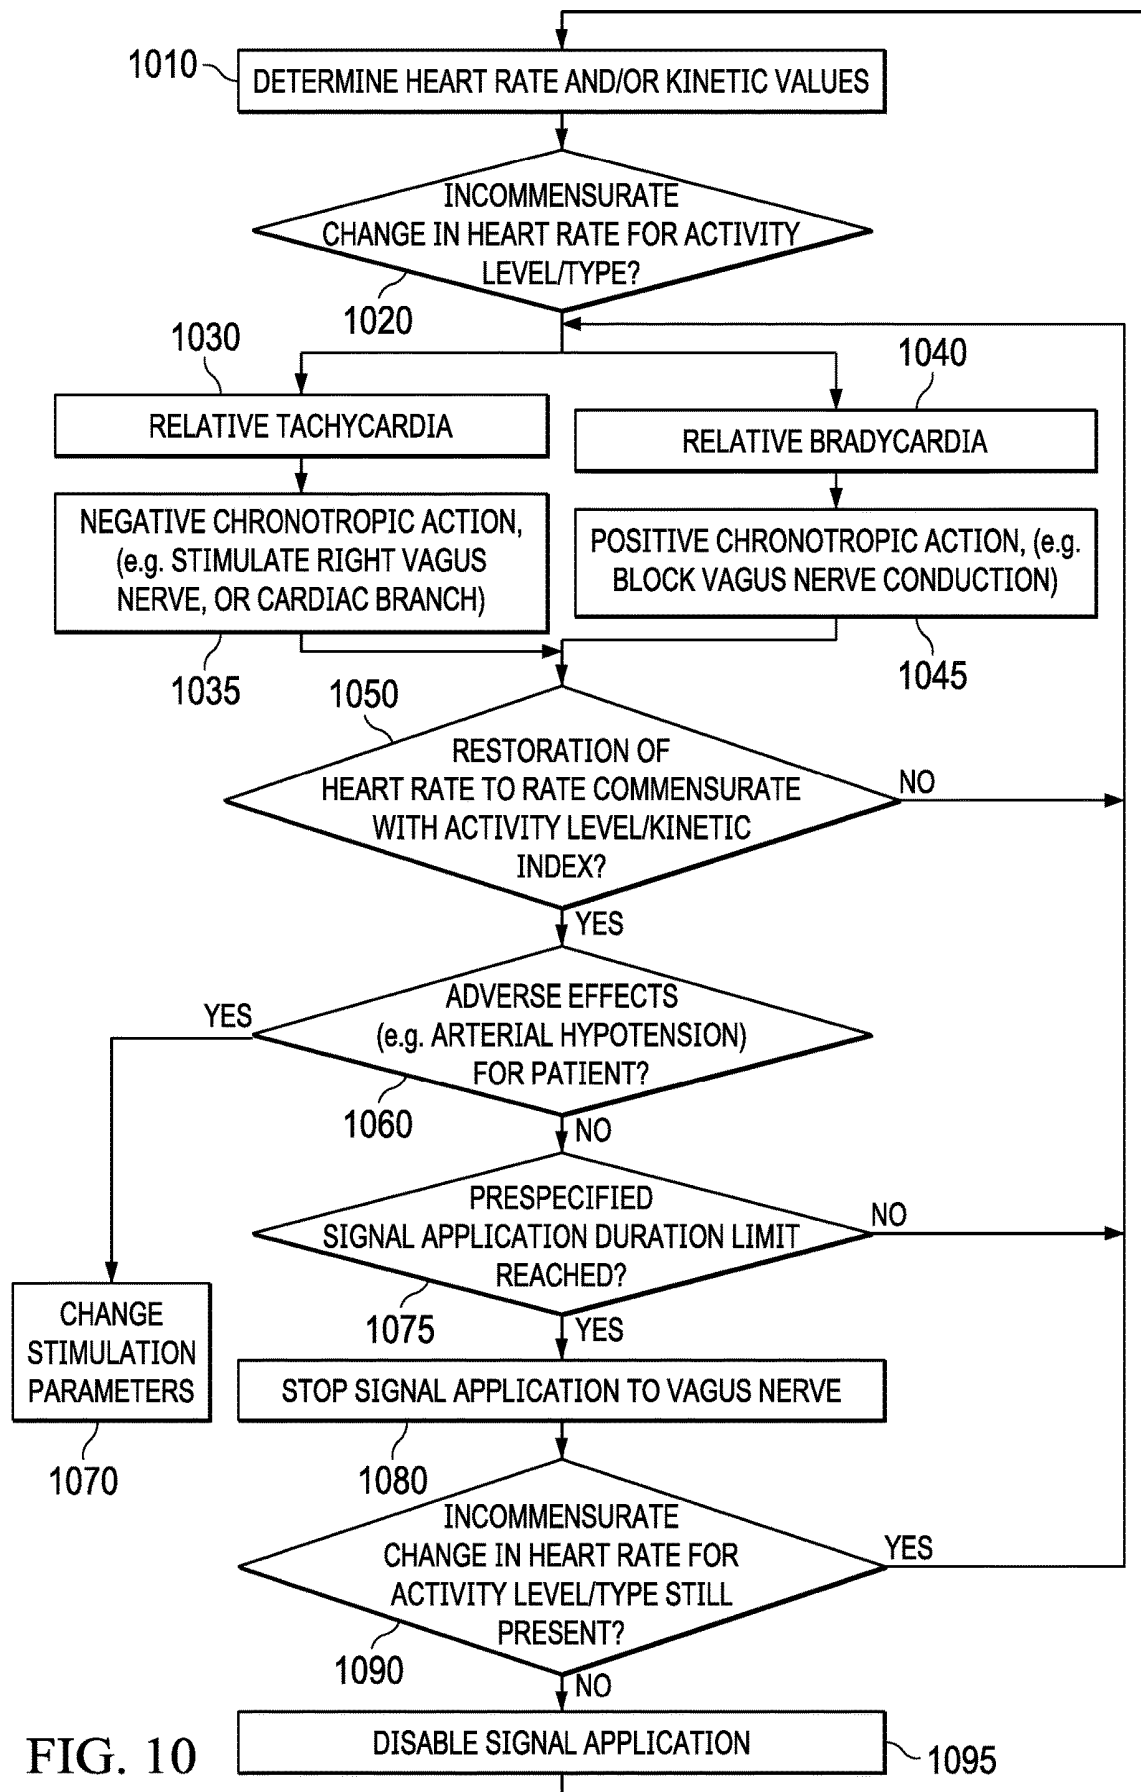 1010
DETERMINE HEART RATE AND/OR KINETIC VALUES
INCOMMENSURATE
CHANGE IN HEART RATE FOR ACTIVITY
LEVEL/TYPE?
1020
1030
1040
RELATIVE TACHYCARDIA
RELATIVE BRADYCARDIA
NEGATIVE CHRONOTROPIC ACTION,
(e.g. STIMULATE RIGHT VAGUS
NERVE, OR CARDIAC BRANCH)
POSITIVE CHRONOTROPIC ACTION, (e.g.
BLOCK VAGUS NERVE CONDUCTION)
1035
1045
1050
RESTORATION OF
HEART RATE TO RATE COMMENSURATE
WITH ACTIVITY LEVEL/KINETIC
INDEX?
NO
YES
ADVERSE EFFECTS
(e.g. ARTERIAL HYPOTENSION)
FOR PATIENT?
YES
1060
NO
PRESPECIFIED
SIGNAL APPLICATION DURATION LIMIT
REACHED?
NO
1075
YES
CHANGE
STIMULATION
PARAMETERS
1070
STOP SIGNAL APPLICATION TO VAGUS NERVE
1080
INCOMMENSURATE
CHANGE IN HEART RATE FOR
ACTIVITY LEVEL/TYPE STILL
PRESENT?
YES
1090
NO
DISABLE SIGNAL APPLICATION
1095
FIG. 10